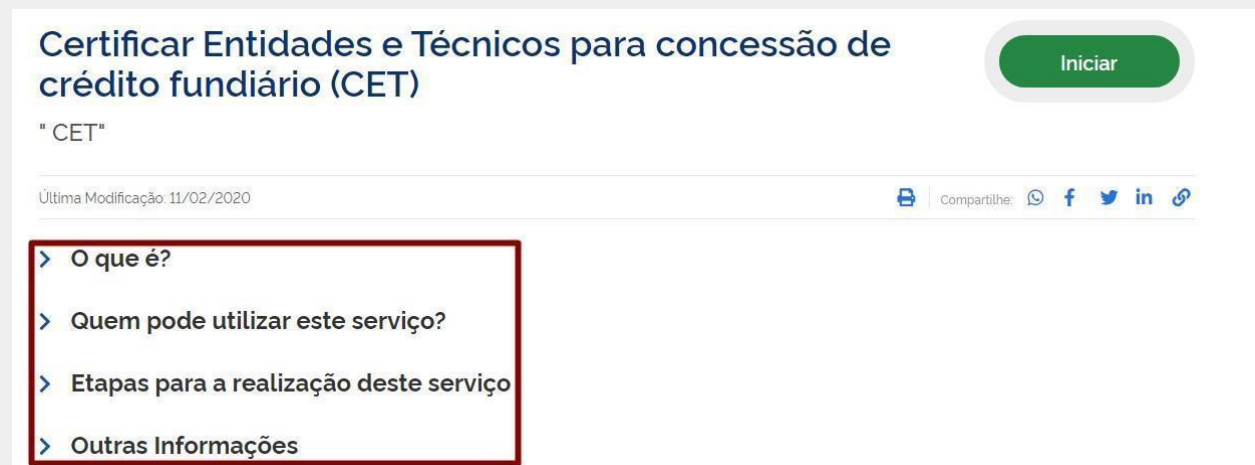 Certificar Entidades e Técnicos para concessão de
crédito fundiário (CET)
Iniciar
" CET"
Última Modificação: 11/02/2020
Compartilhe:
O que é?
Quem pode utilizar este serviço?
Etapas para a realização deste serviço
Outras Informações